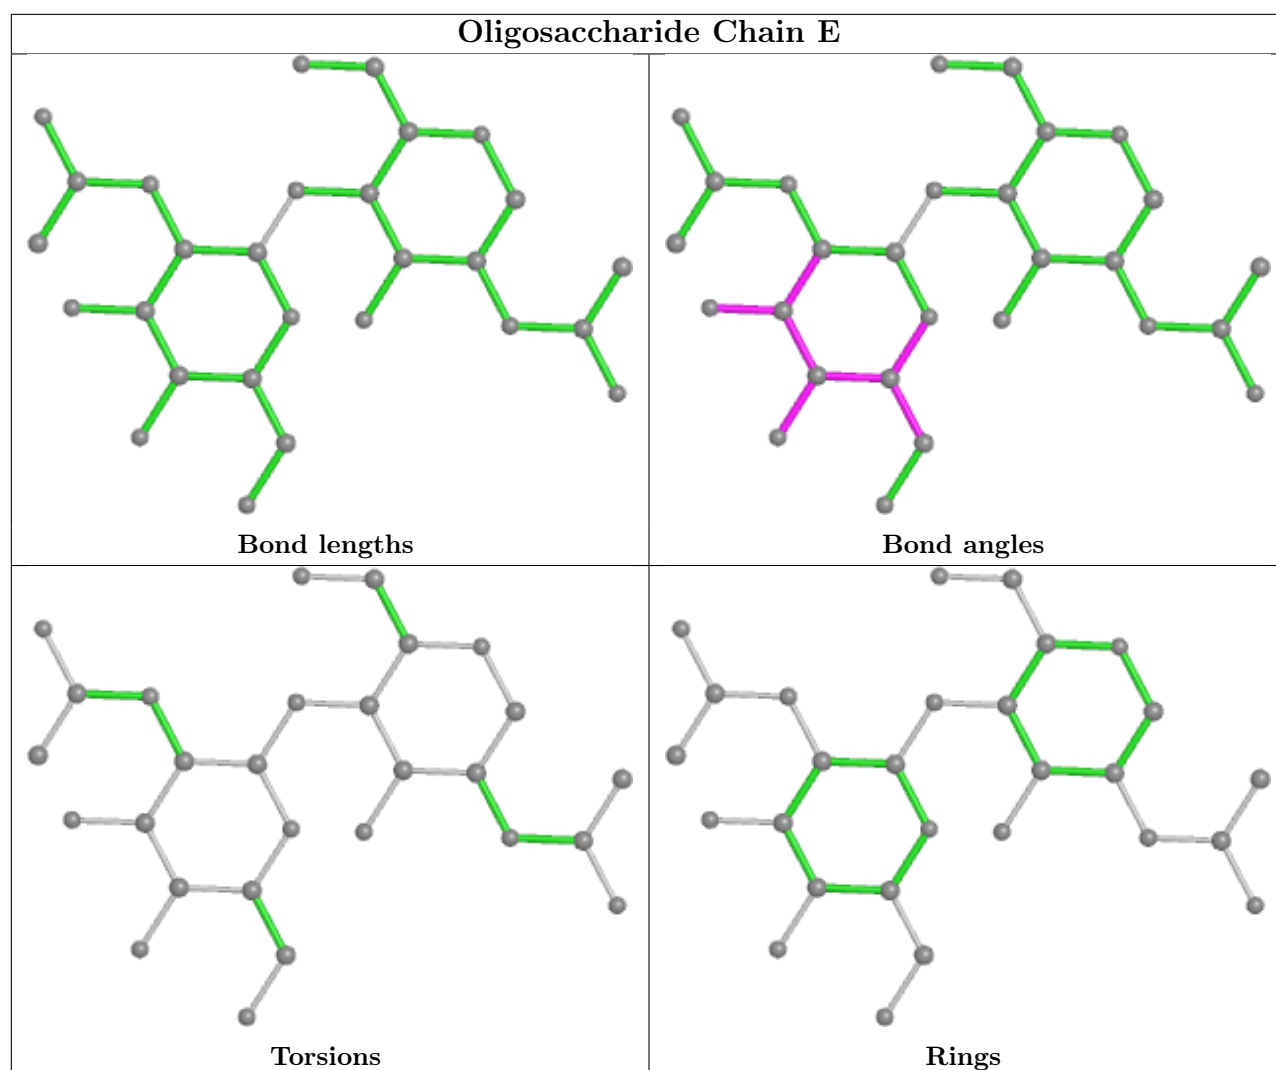 Oligosaccharide Chain E
Bond lengths
Bond angles
Torsions
Rings